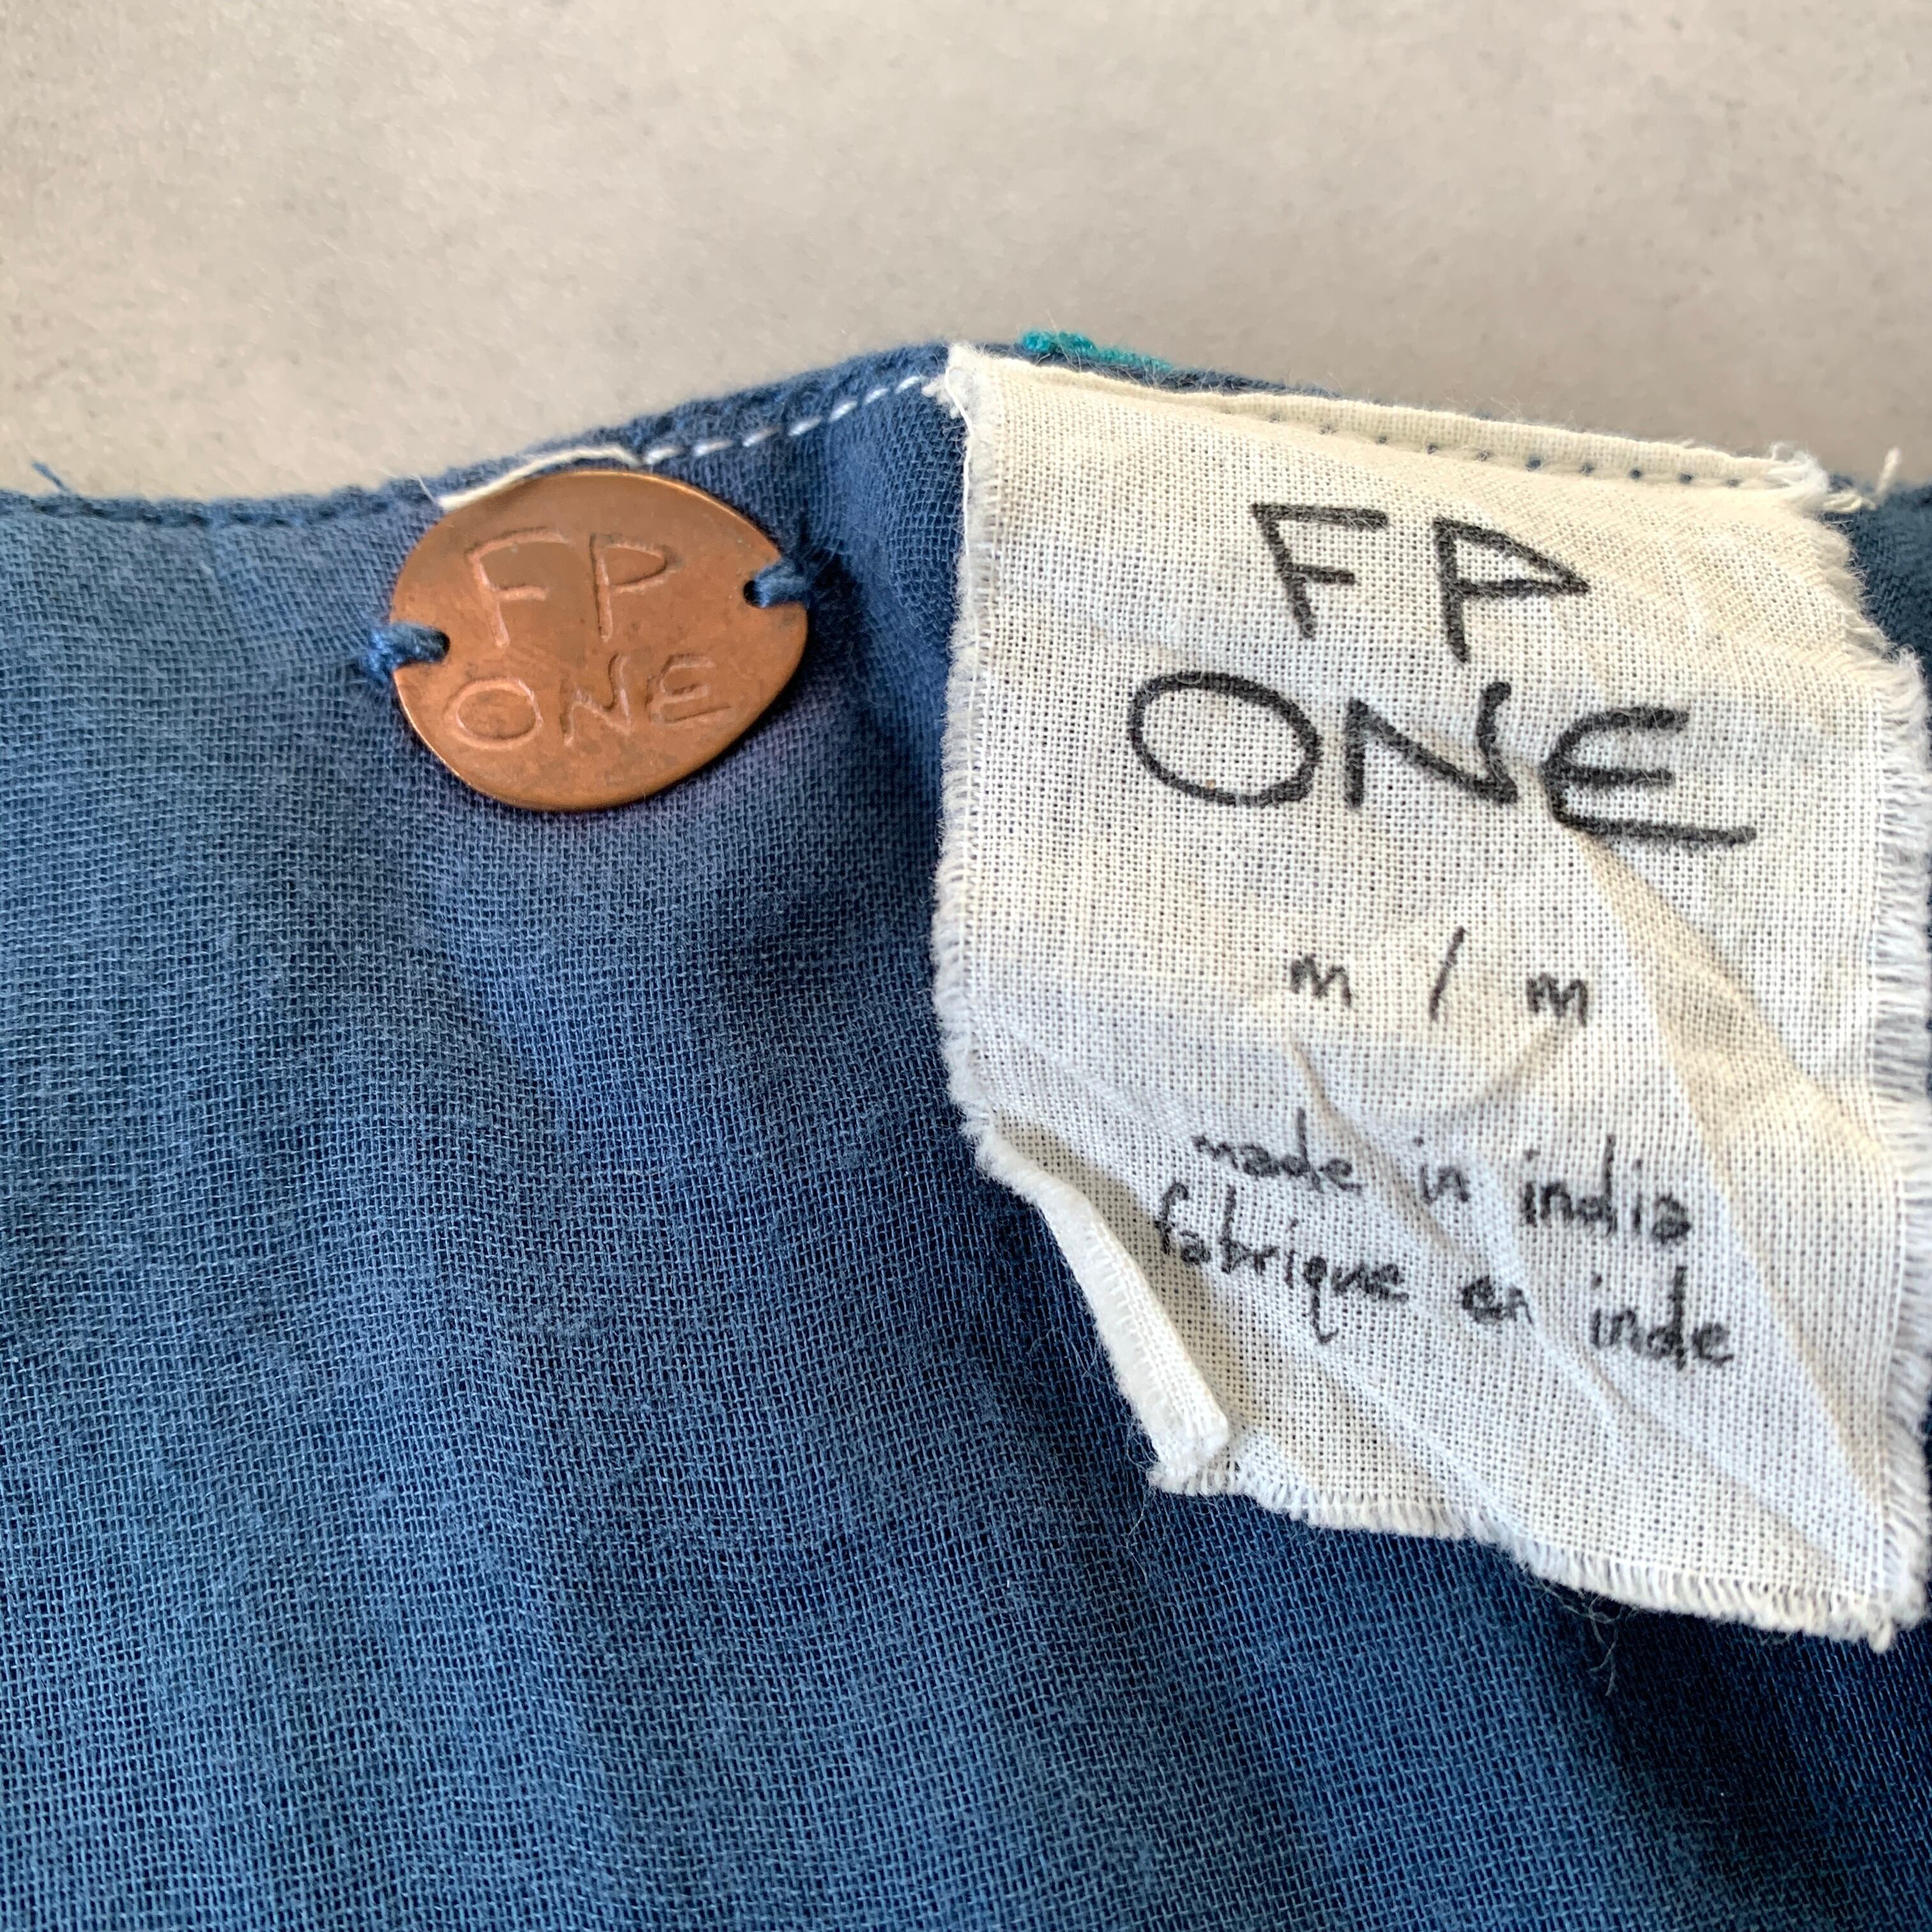 FP
ONE
FP
ONE
m / m
made in india
fabrique en inde